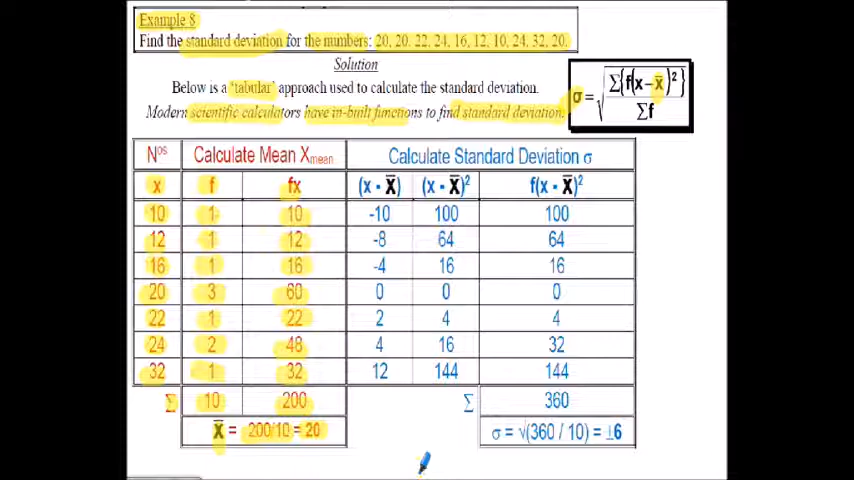 Example 8
Find the standard deviation for the numbers: 20, 20. 22, 24, 16, 12, 10, 24, 32, 20.
Solution
Below is a 'tabular' approach used to calculate the standard deviation.
Modern scientific calculators have in-built functions to find standard deviation.
σ = √(Σ{f(x – x̄)²} / Σf)
Nos Calculate Mean Xmean Calculate Standard Deviation σ
x f fx (x - X̄) (x - X̄)² f(x - X̄)²
10 1 10 -10 100 100
12 1 12 -8 64 64
16 1 16 -4 16 16
20 3 60 0 0 0
22 1 22 2 4 4
24 2 48 4 16 32
32 1 32 12 144 144
Σ 10 200 Σ 360
X̄ = 200/10 = 20 σ = √(360 / 10) = ±6